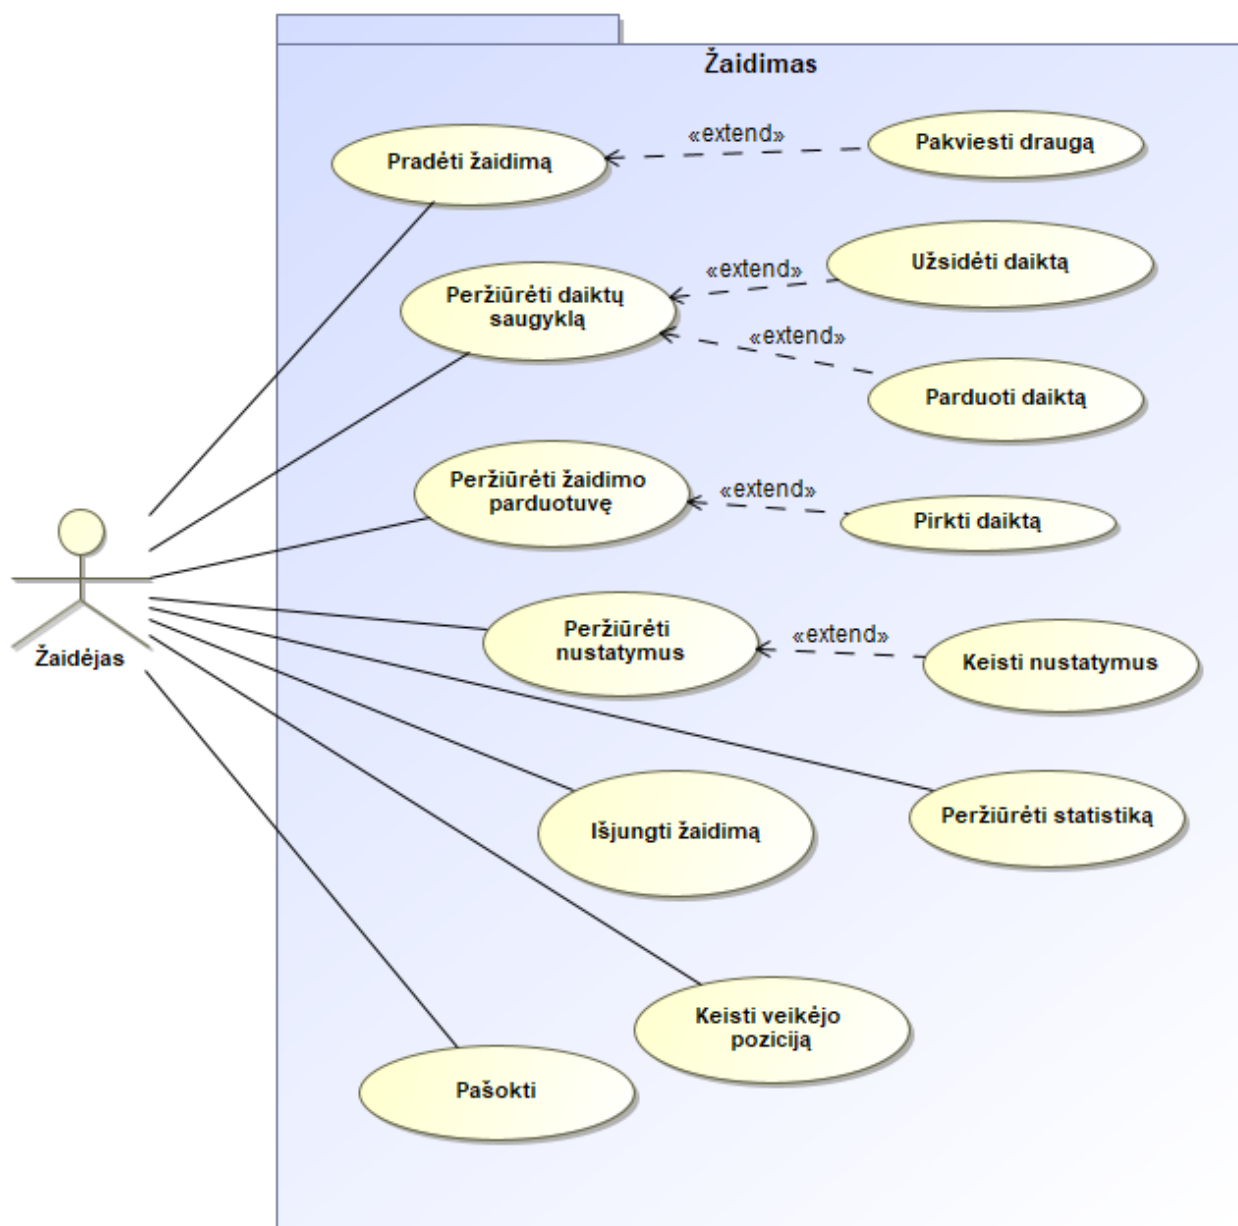 Žaidimas
Pradėti žaidimą
«extend»
Pakviesti draugą
Peržiūrėti daiktų
saugyklą
«extend»
Užsidėti daiktą
«extend»
Parduoti daiktą
Peržiūrėti žaidimo
parduotuvę
«extend»
Pirkti daiktą
Žaidėjas
Peržiūrėti
nustatymus
«extend»
Keisti nustatymus
Išjungti žaidimą
Peržiūrėti statistiką
Keisti veikėjo
poziciją
Pašokti